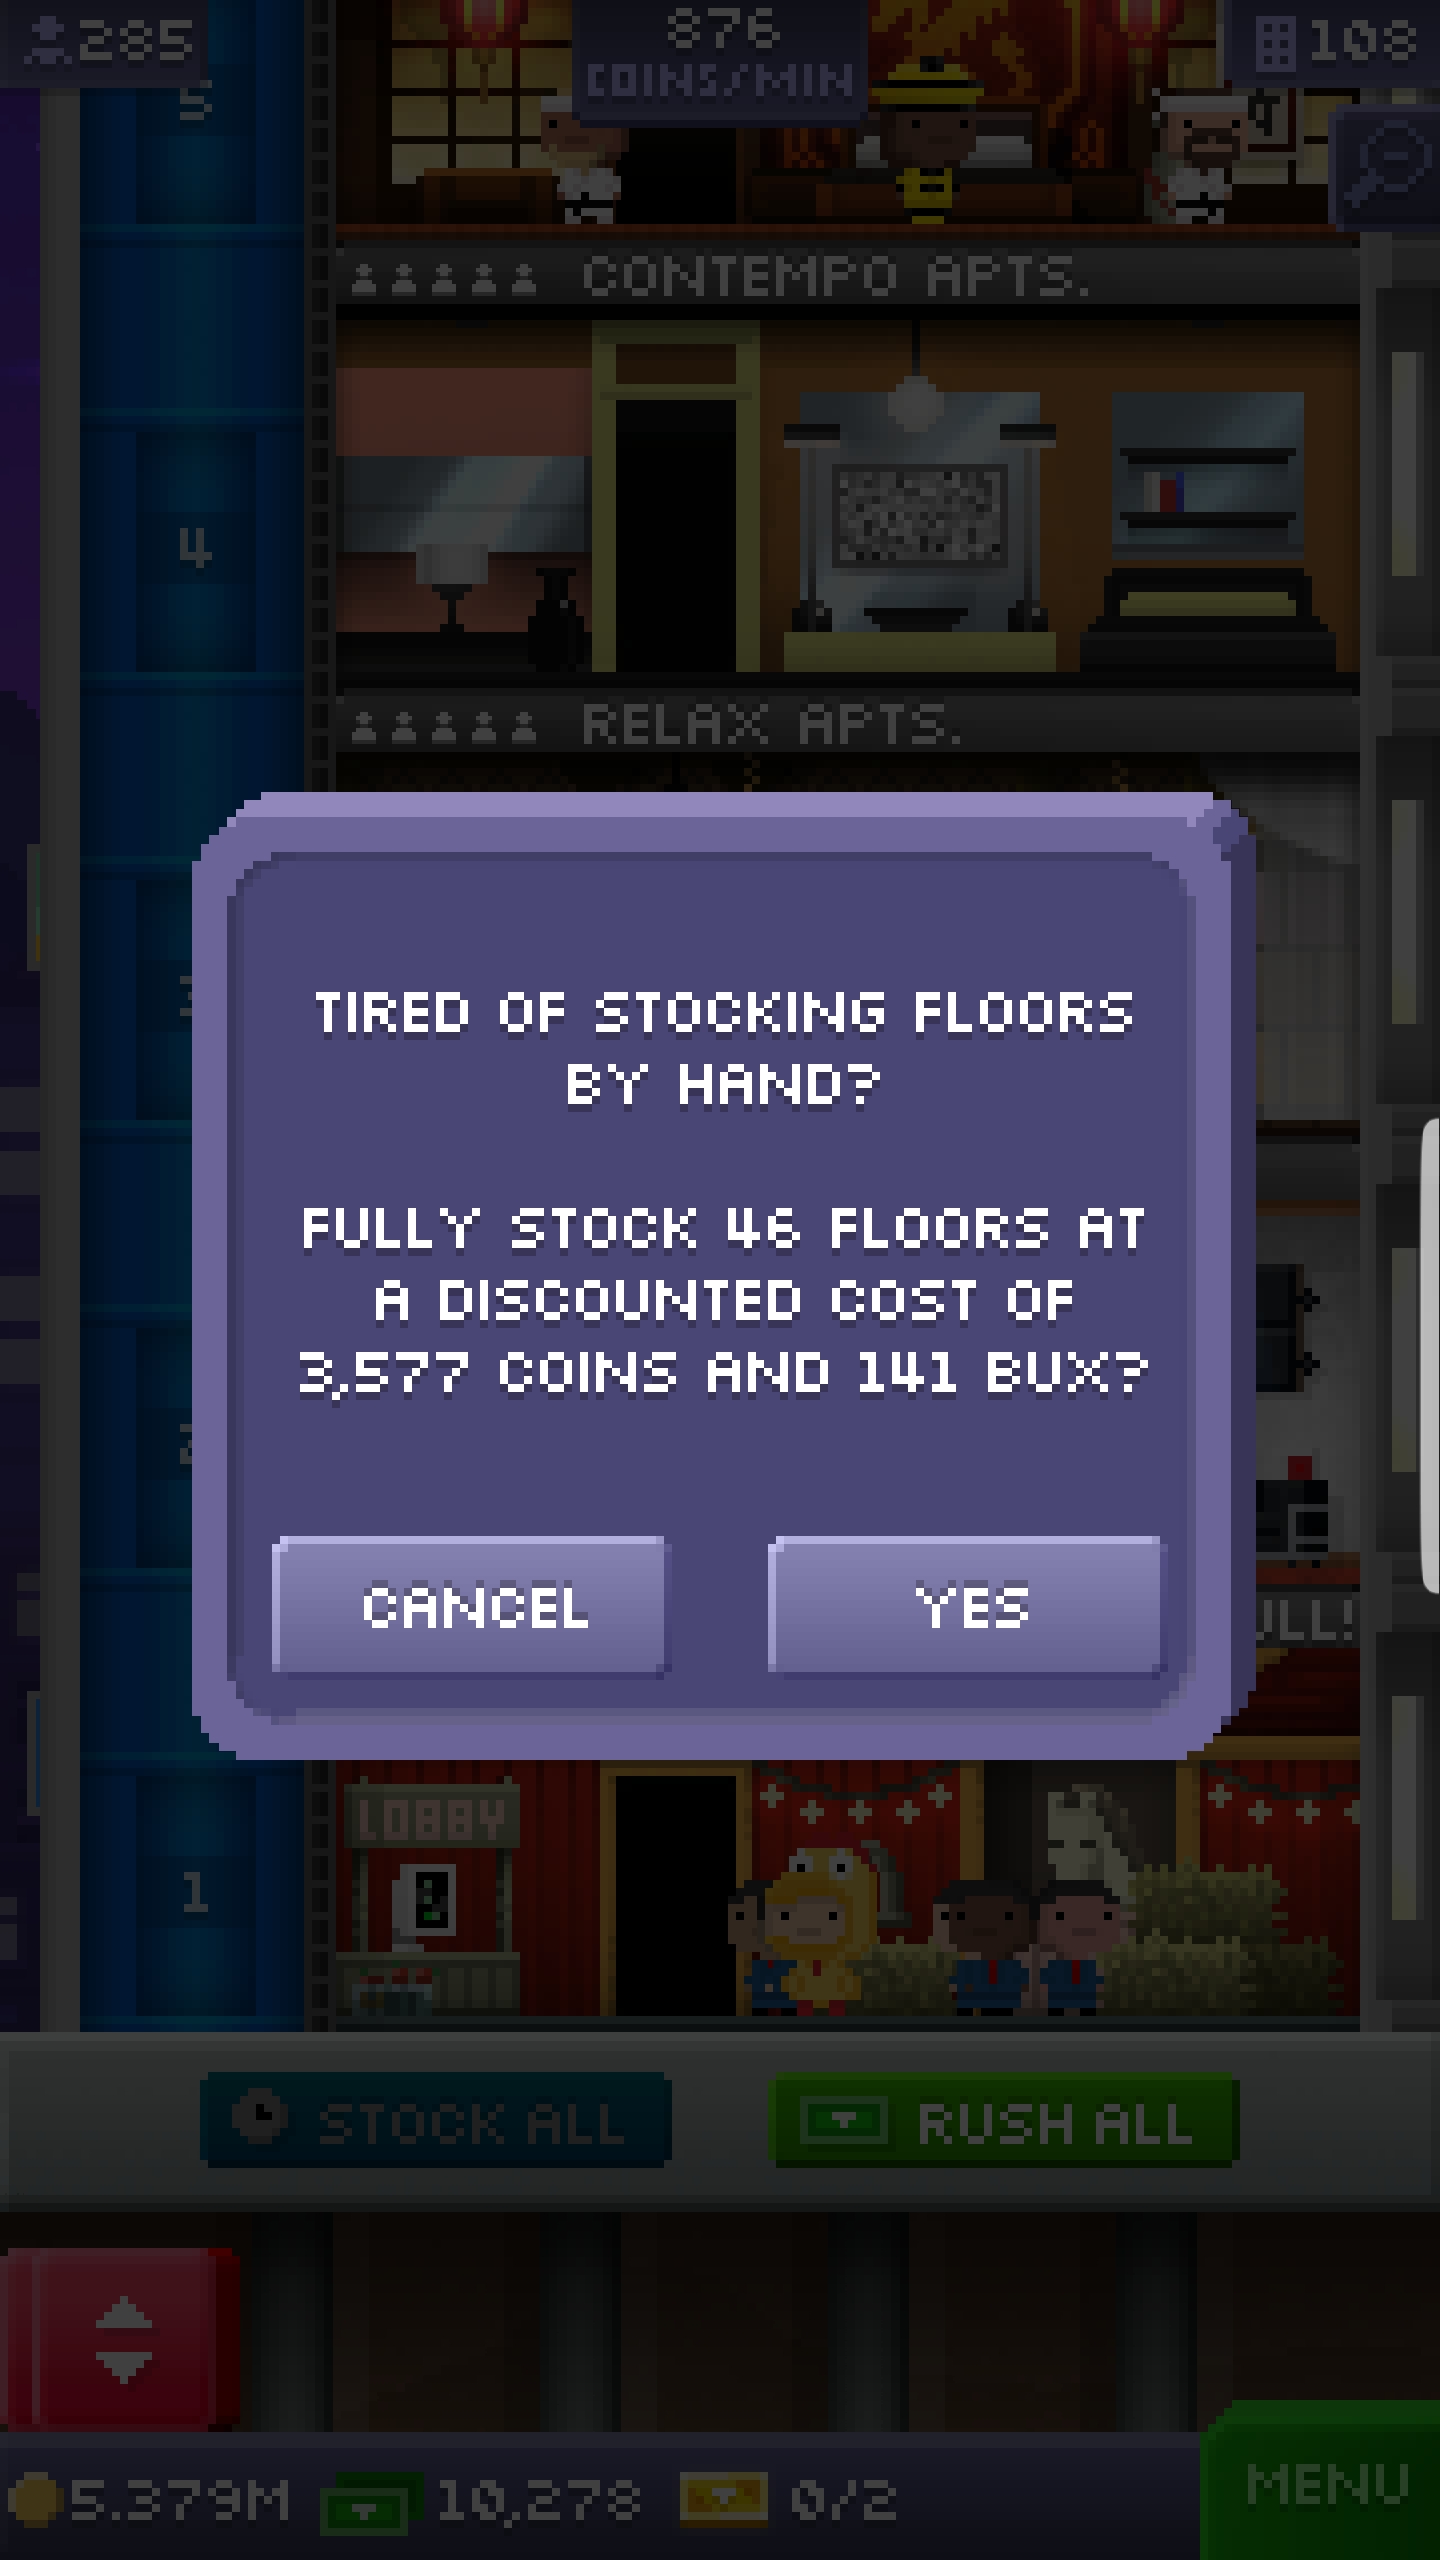 285
876
COINS/MIN
108
5
CONTEMPO APTS.
4
RELAX APTS.
TIRED OF STOCKING FLOORS
BY HAND?
FULLY STOCK 46 FLOORS AT
A DISCOUNTED COST OF
3,577 COINS AND 141 BUX?
CANCEL
YES
LOBBY
1
STOCK ALL
RUSH ALL
5.379M
10,278
0/2
MENU